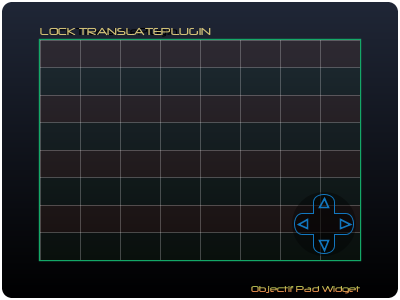 LOCK TRANSLATEPLUGIN
Objectif Pad Widget